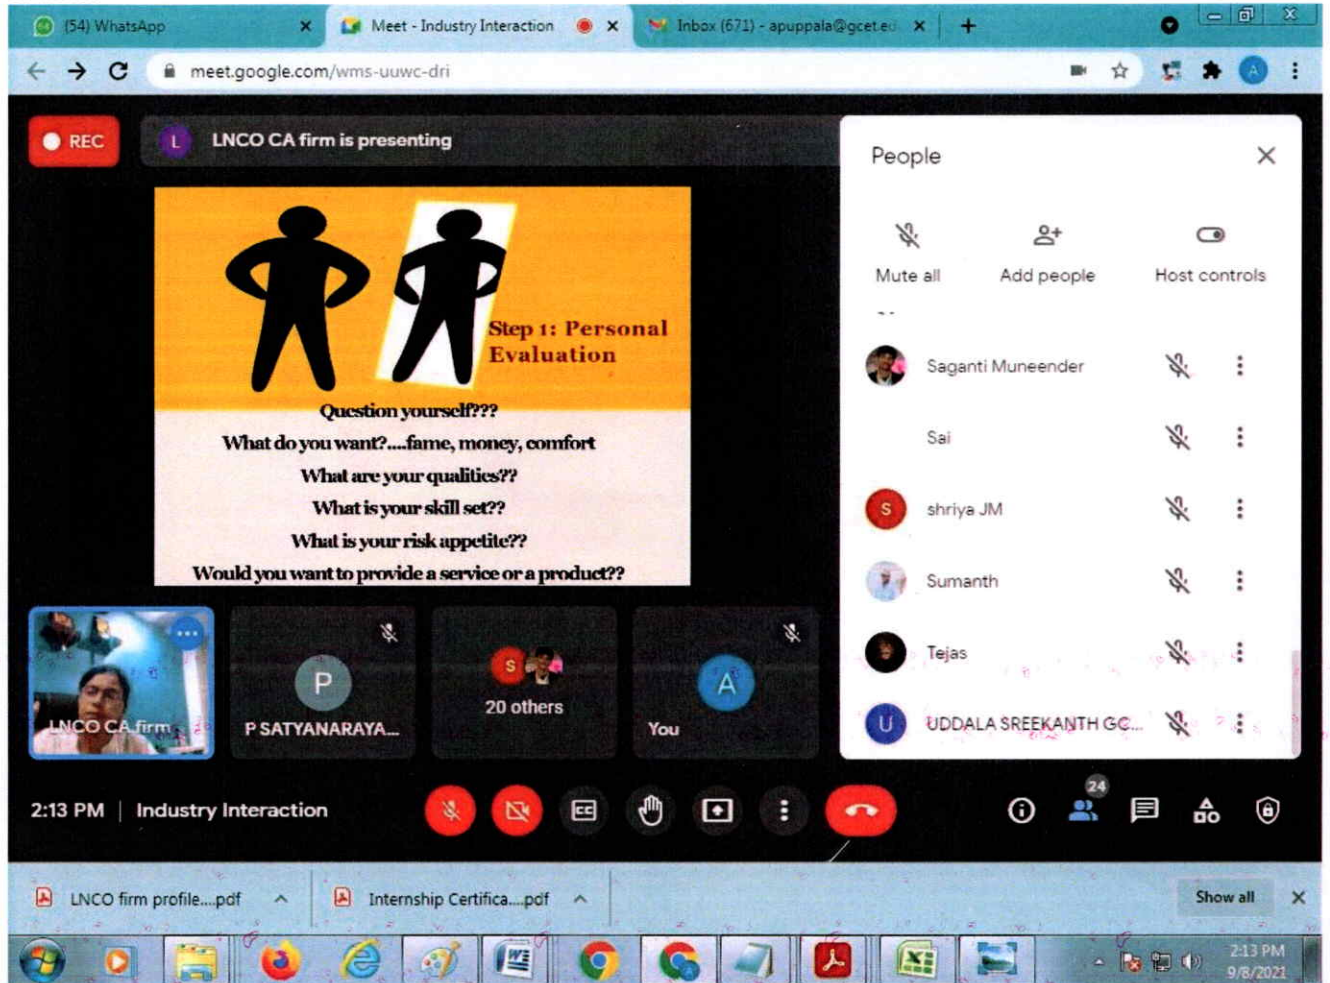 (54) WhatsApp
Meet - Industry Interaction
Inbox (671) - apuppala@gcet.ed
meet.google.com/wms-uuwc-dri
REC
L
LNCO CA firm is presenting
People
Mute all
Add people
Host controls
Step 1: Personal
Evaluation
Question yourself???
What do you want?....fame, money, comfort
What are your qualities??
What is your skill set??
What is your risk appetite??
Would you want to provide a service or a product??
Saganti Muneender
Sai
S
shriya JM
Sumanth
Tejas
U
UDDALA SREEKANTH GC...
LNCO CA firm
P
P SATYANARAYA...
S
20 others
A
You
2:13 PM | Industry Interaction
CC
24
LNCO firm profile....pdf
Internship Certifica....pdf
Show all
2:13 PM
9/8/2021